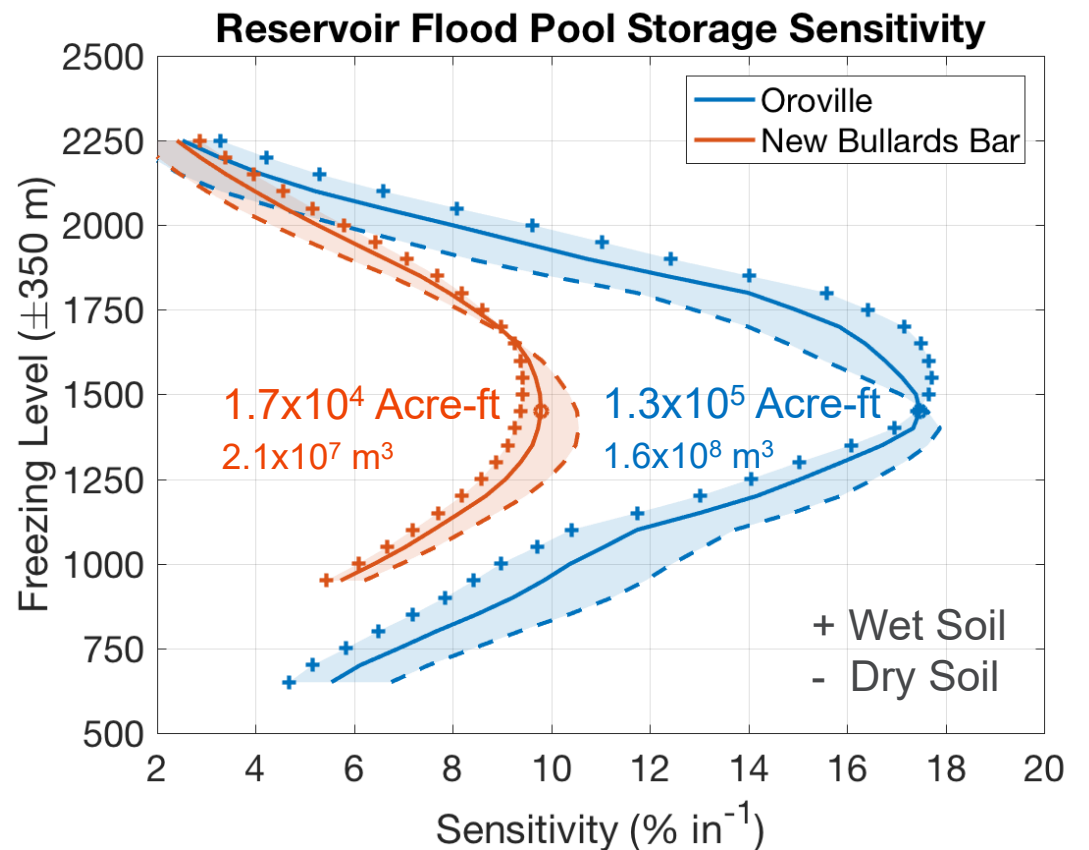 Reservoir Flood Pool Storage Sensitivity
Oroville
New Bullards Bar
Freezing Level (±350 m)
2500
2250
2000
1750
1500
1250
1000
750
500
1.7x10⁴ Acre-ft
2.1x10⁷ m³
1.3x10⁵ Acre-ft
1.6x10⁸ m³
+ Wet Soil
- Dry Soil
2 4 6 8 10 12 14 16 18 20
Sensitivity (% in⁻¹)